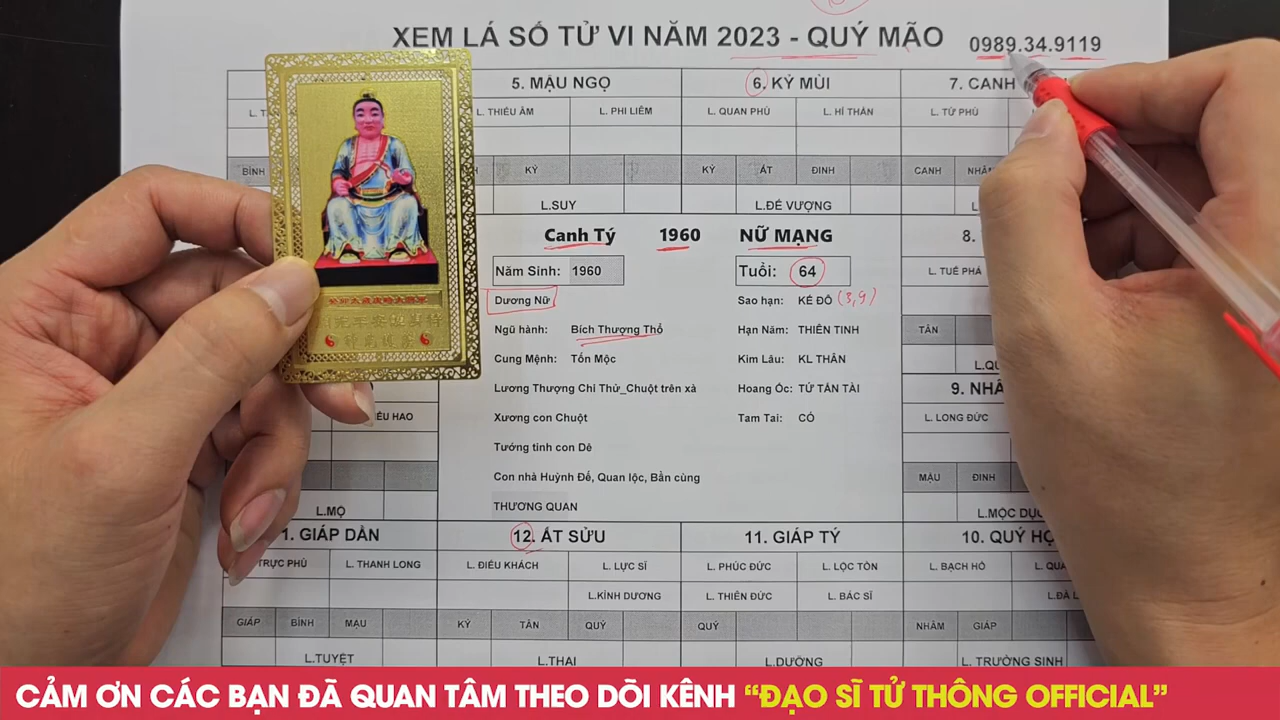 XEM LÁ SỐ TỬ VI NĂM 2023 - QUÝ MÃO
0989.34.9119
5. MẬU NGỌ
6. KỶ MÙI
7. CANH
L. THIẾU ÂM
L. PHI LIÊM
L. QUAN PHÙ
L. HỈ THẦN
L. TỬ PHÙ
BÍNH
KỶ
KỶ
ẤT
ĐINH
CANH
L.SUY
L.ĐẾ VƯỢNG
Canh Tý 1960 NỮ MẠNG
8.
Năm Sinh: 1960
Tuổi: 64
L. TUẾ PHÁ
Dương Nữ
Sao hạn: KẾ ĐÔ (3,9)
Ngũ hành: Bích Thượng Thổ
Hạn Năm: THIÊN TINH
TÂN
Cung Mệnh: Tốn Mộc
Kim Lâu: KL THÂN
Lương Thượng Chi Thử_Chuột trên xà
Hoang Ốc: TỨ TẤN TÀI
9. NHÂ
Xương con Chuột
Tam Tai: CÓ
L. LONG ĐỨC
Tướng tinh con Dê
Con nhà Huỳnh Đế, Quan lộc, Bần cùng
MẬU
ĐINH
THƯƠNG QUAN
L.MỘ
L.MỘC DỤC
1. GIÁP DẦN
12. ẤT SỬU
11. GIÁP TÝ
10. QUÝ HỢ
TRỰC PHÙ
L. THANH LONG
L. ĐIẾU KHÁCH
L. LỰC SĨ
L. PHÚC ĐỨC
L. LỘC TỒN
L. BẠCH HỔ
L. QUA
L.KÌNH DƯƠNG
L. THIÊN ĐỨC
L. BÁC SĨ
L.ĐÀ L
GIÁP
BÍNH
MẬU
KỶ
TÂN
QUÝ
QUÝ
NHÂM
GIÁP
L.TUYỆT
L.THAI
L.DƯỠNG
L. TRƯỜNG SINH
CẢM ƠN CÁC BẠN ĐÃ QUAN TÂM THEO DÕI KÊNH “ĐẠO SĨ TỬ THÔNG OFFICIAL”